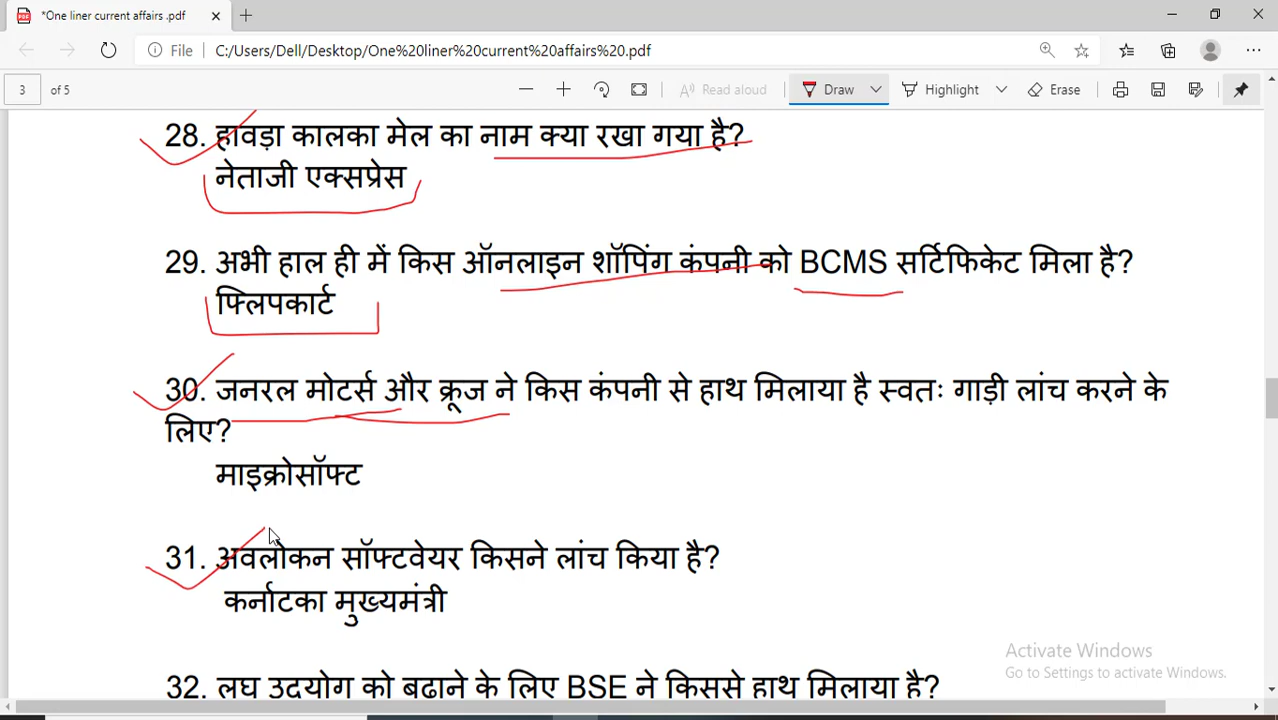 *One liner current affairs .pdf
File C:/Users/Dell/Desktop/One%20liner%20current%20affairs%20.pdf
3 of 5 Read aloud Draw Highlight Erase
28. हावड़ा कालका मेल का नाम क्या रखा गया है?
नेताजी एक्सप्रेस
29. अभी हाल ही में किस ऑनलाइन शॉपिंग कंपनी को BCMS सर्टिफिकेट मिला है?
फ्लिपकार्ट
30. जनरल मोटर्स और क्रूज ने किस कंपनी से हाथ मिलाया है स्वतः गाड़ी लांच करने के
लिए?
माइक्रोसॉफ्ट
31. अवलोकन सॉफ्टवेयर किसने लांच किया है?
कर्नाटका मुख्यमंत्री
Activate Windows
Go to Settings to activate Windows.
32. लघु उद्योग को बढ़ाने के लिए BSE ने किससे हाथ मिलाया है?